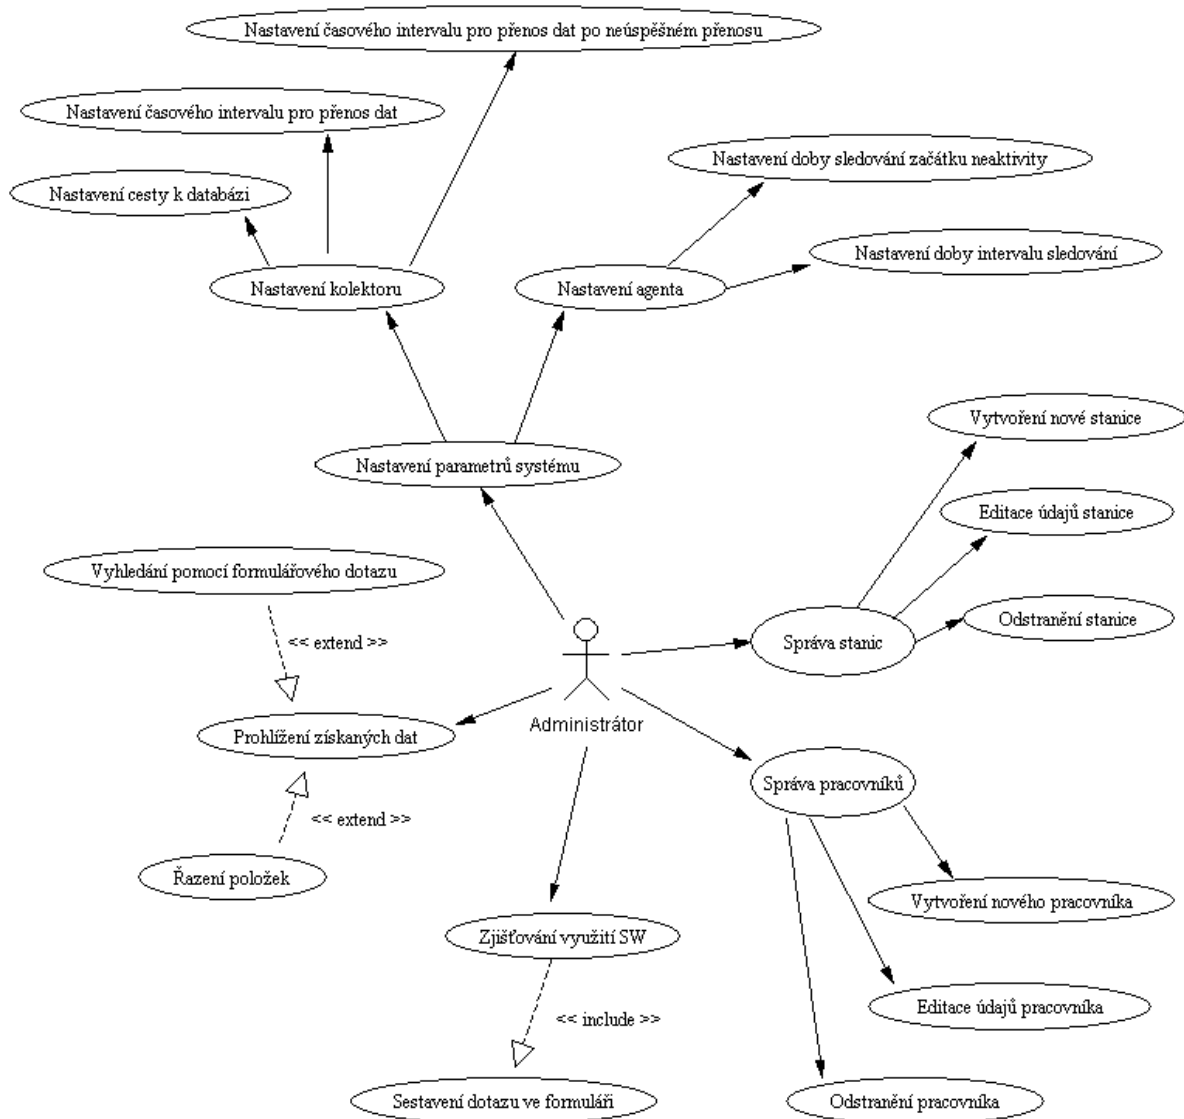 Nastavení časového intervalu pro přenos dat po neúspěšném přenosu
Nastavení časového intervalu pro přenos dat
Nastavení doby sledování začátku neaktivity
Nastavení cesty k databázi
Nastavení doby intervalu sledování
Nastavení kolektoru
Nastavení agenta
Vytvoření nové stanice
Nastavení parametrů systému
Editace údajů stanice
Vyhledání pomocí formulářového dotazu
Odstranění stanice
<< extend >>
Správa stanic
Administrátor
Prohlížení získaných dat
Správa pracovníků
<< extend >>
Řazení položek
Vytvoření nového pracovníka
Zjišťování využití SW
Editace údajů pracovníka
<< include >>
Sestavení dotazu ve formuláři
Odstranění pracovníka